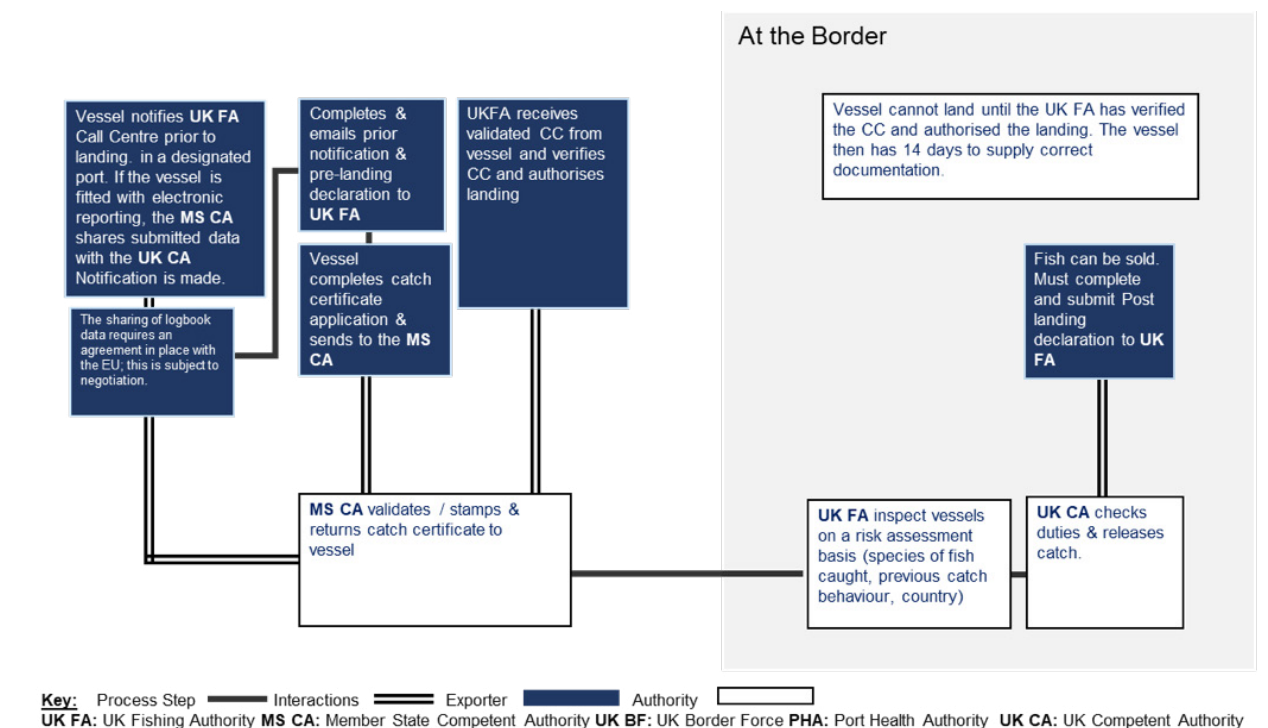 At the Border
Vessel notifies UK FA
Call Centre prior to
landing. in a designated
port. If the vessel is
fitted with electronic
reporting, the MS CA
shares submitted data
with the UK CA
Notification is made.
The sharing of logbook
data requires an
agreement in place with
the EU; this is subject to
negotiation.
Completes &
emails prior
notification &
pre-landing
declaration to
UK FA
Vessel
completes catch
certificate
application &
sends to the MS
CA
UKFA receives
validated CC from
vessel and verifies
CC and authorises
landing
Vessel cannot land until the UK FA has verified
the CC and authorised the landing. The vessel
then has 14 days to supply correct
documentation.
Fish can be sold.
Must complete
and submit Post
landing
declaration to UK
FA
MS CA validates / stamps &
returns catch certificate to
vessel
UK FA inspect vessels
on a risk assessment
basis (species of fish
caught, previous catch
behaviour, country)
UK CA checks
duties & releases
catch.
Key: Process Step Interactions Exporter Authority
UK FA: UK Fishing Authority MS CA: Member State Competent Authority UK BF: UK Border Force PHA: Port Health Authority UK CA: UK Competent Authority